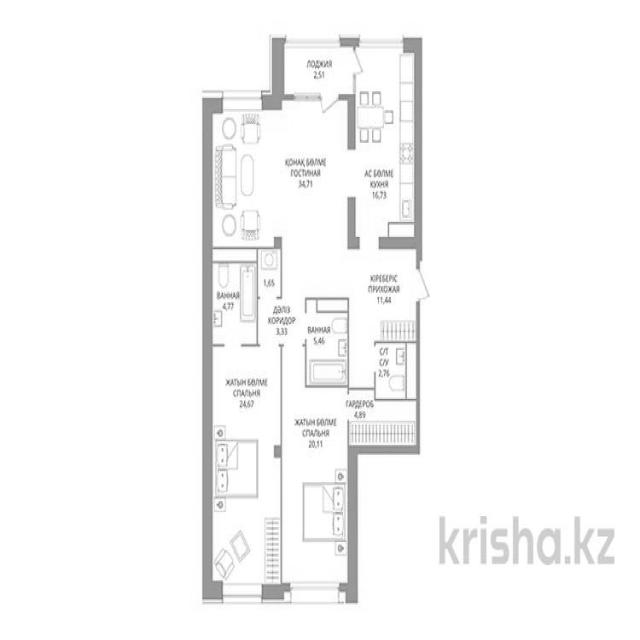 ЛОДЖИЯ
2,51
ҚОНАҚ БӨЛМЕ
ГОСТИНАЯ
34,71
АС БӨЛМЕ
КУХНЯ
16,73
ВАННАЯ
4,77
1,65
КІРЕБЕРІС
ПРИХОЖАЯ
11,44
ДӘЛІЗ
КОРИДОР
3,33
ВАННАЯ
5,46
С/Т
С/У
2,76
ЖАТЫН БӨЛМЕ
СПАЛЬНЯ
24,67
ГАРДЕРОБ
4,89
ЖАТЫН БӨЛМЕ
СПАЛЬНЯ
20,11
krisha.kz